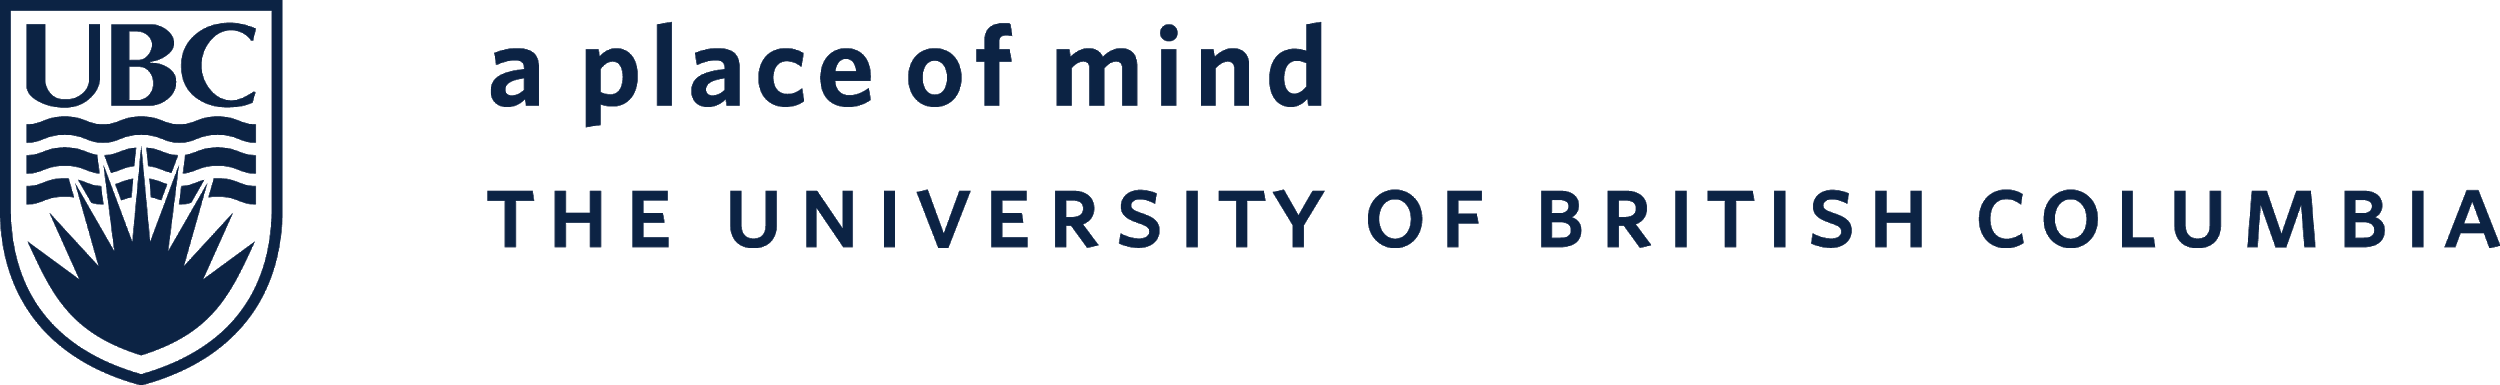 UBC
a place of mind
THE UNIVERSITY OF BRITISH COLUMBIA